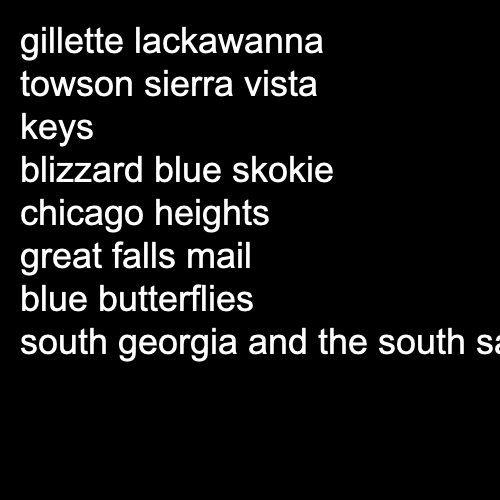 gillette lackawanna
towson sierra vista
keys
blizzard blue skokie
chicago heights
great falls mail
blue butterflies
south georgia and the south